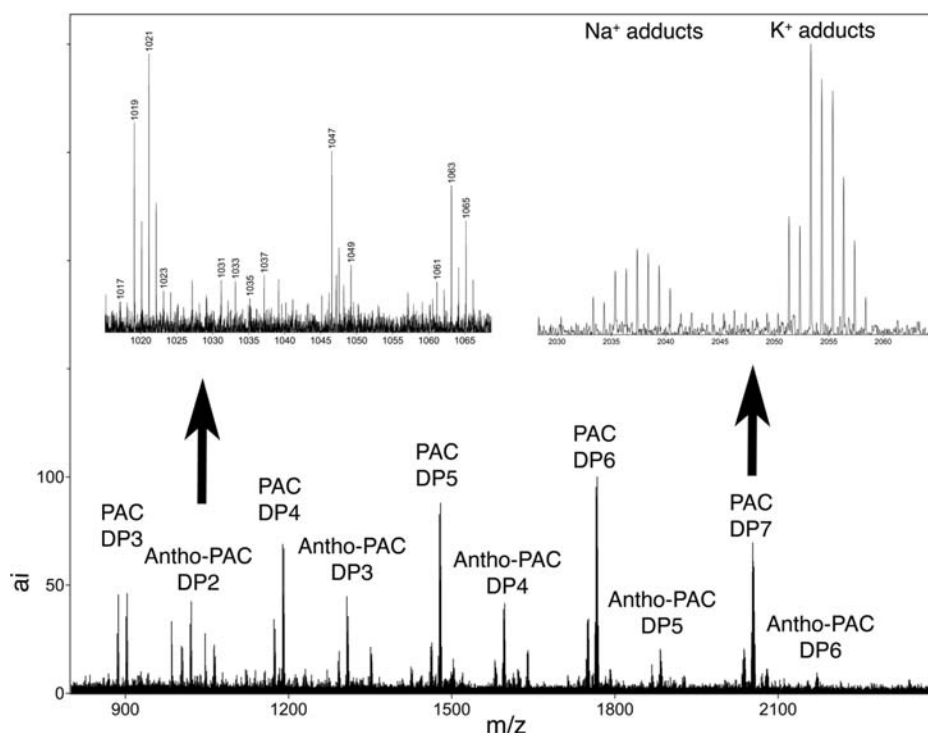 Na+ adducts
K+ adducts
1021
1019
1047
1063
1065
1017
1023
1031
1033
1035
1037
1049
1061
1020 1025 1030 1035 1040 1045 1050 1055 1060 1065
2030 2035 2040 2045 2050 2055 2060
PAC
DP3
Antho-PAC
DP2
PAC
DP4
Antho-PAC
DP3
PAC
DP5
Antho-PAC
DP4
PAC
DP6
Antho-PAC
DP5
PAC
DP7
Antho-PAC
DP6
100
50
0
ai
900 1200 1500 1800 2100
m/z